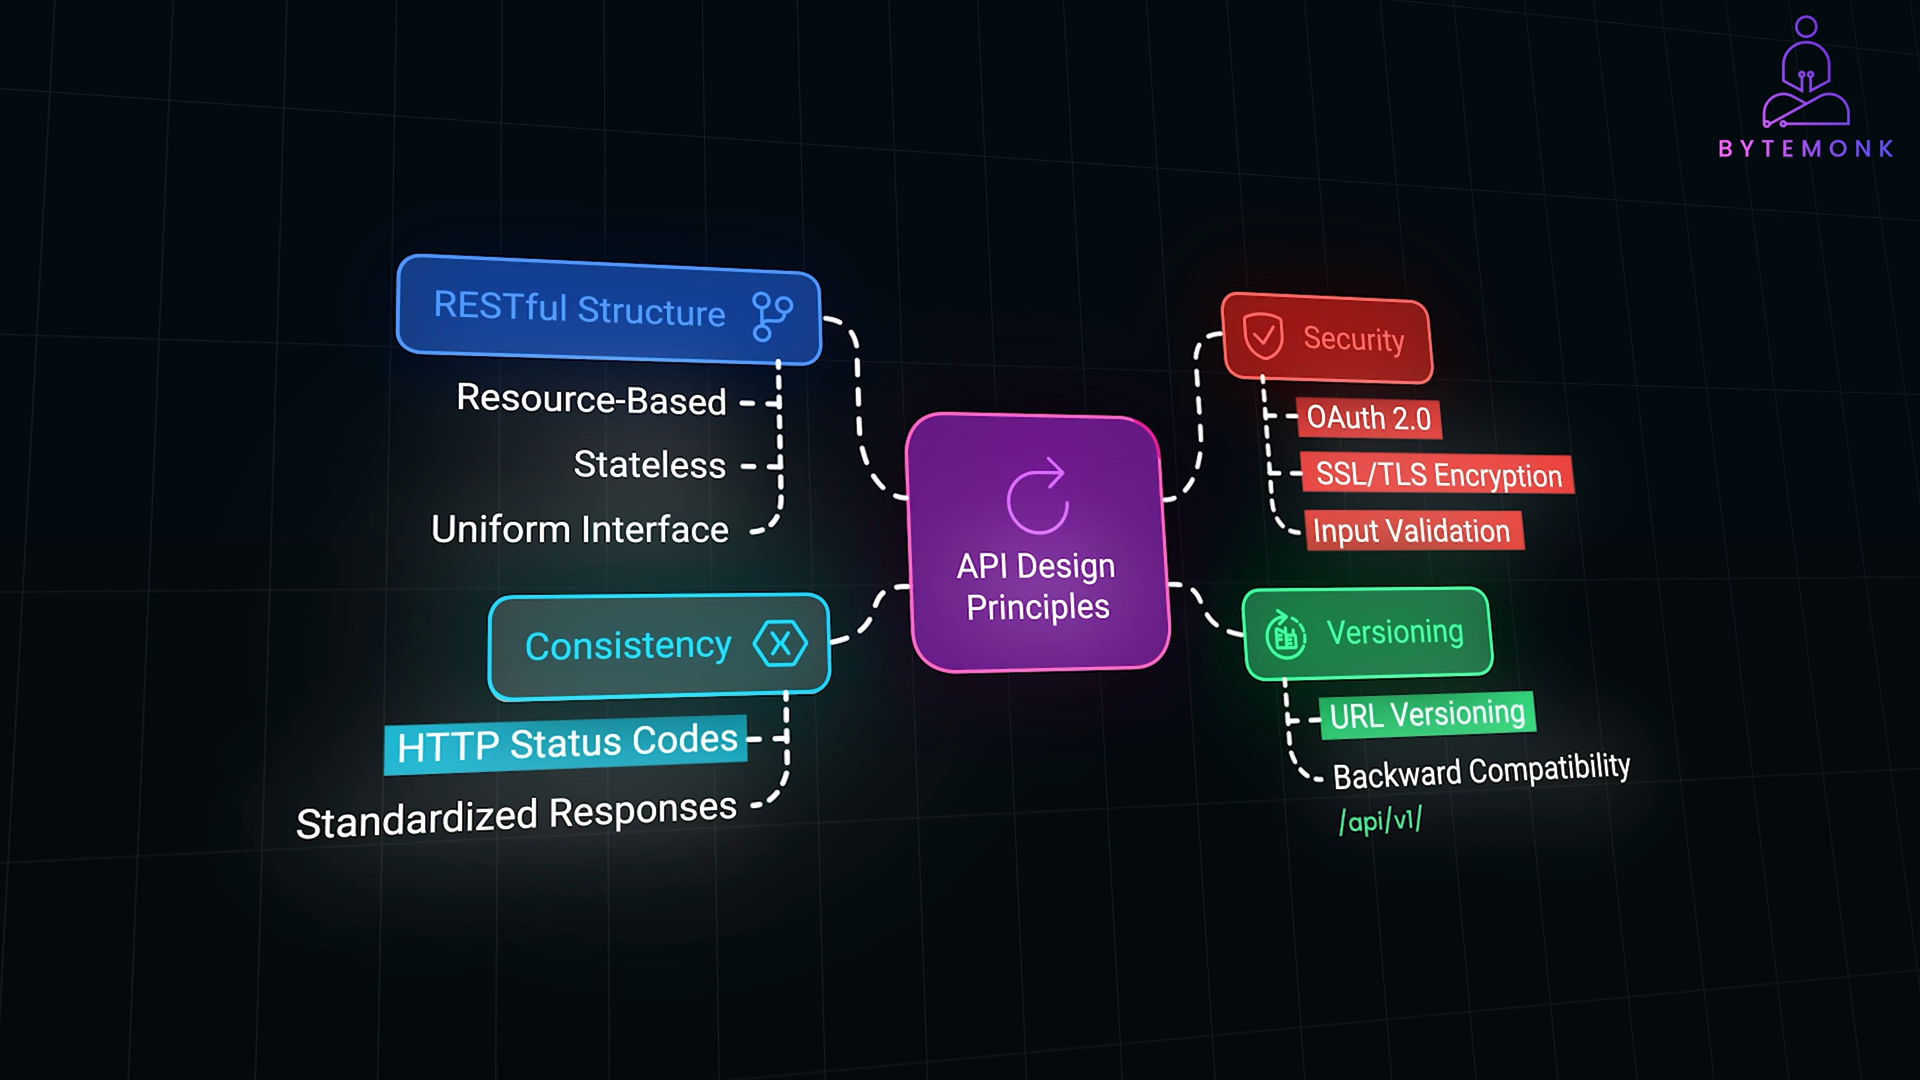 BYTEMONK
RESTful Structure
Resource-Based
Stateless
Uniform Interface
Consistency
HTTP Status Codes
Standardized Responses
API Design
Principles
Security
OAuth 2.0
SSL/TLS Encryption
Input Validation
Versioning
URL Versioning
Backward Compatibility
/api/v1/